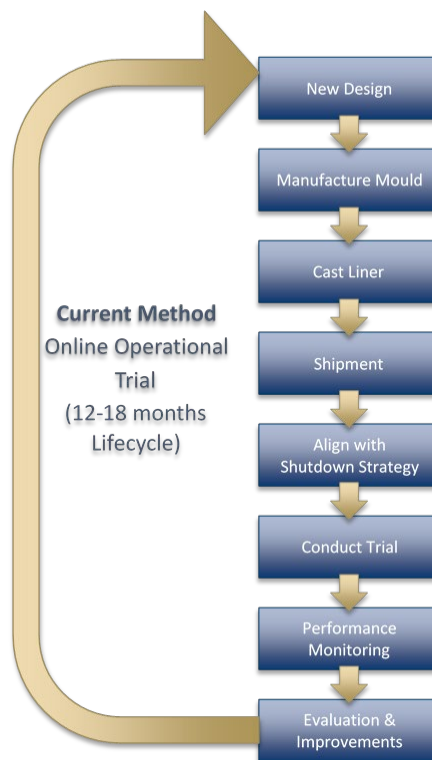 New Design
Manufacture Mould
Cast Liner
Current Method
Online Operational
Trial
(12-18 months
Lifecycle)
Shipment
Align with
Shutdown Strategy
Conduct Trial
Performance
Monitoring
Evaluation &
Improvements